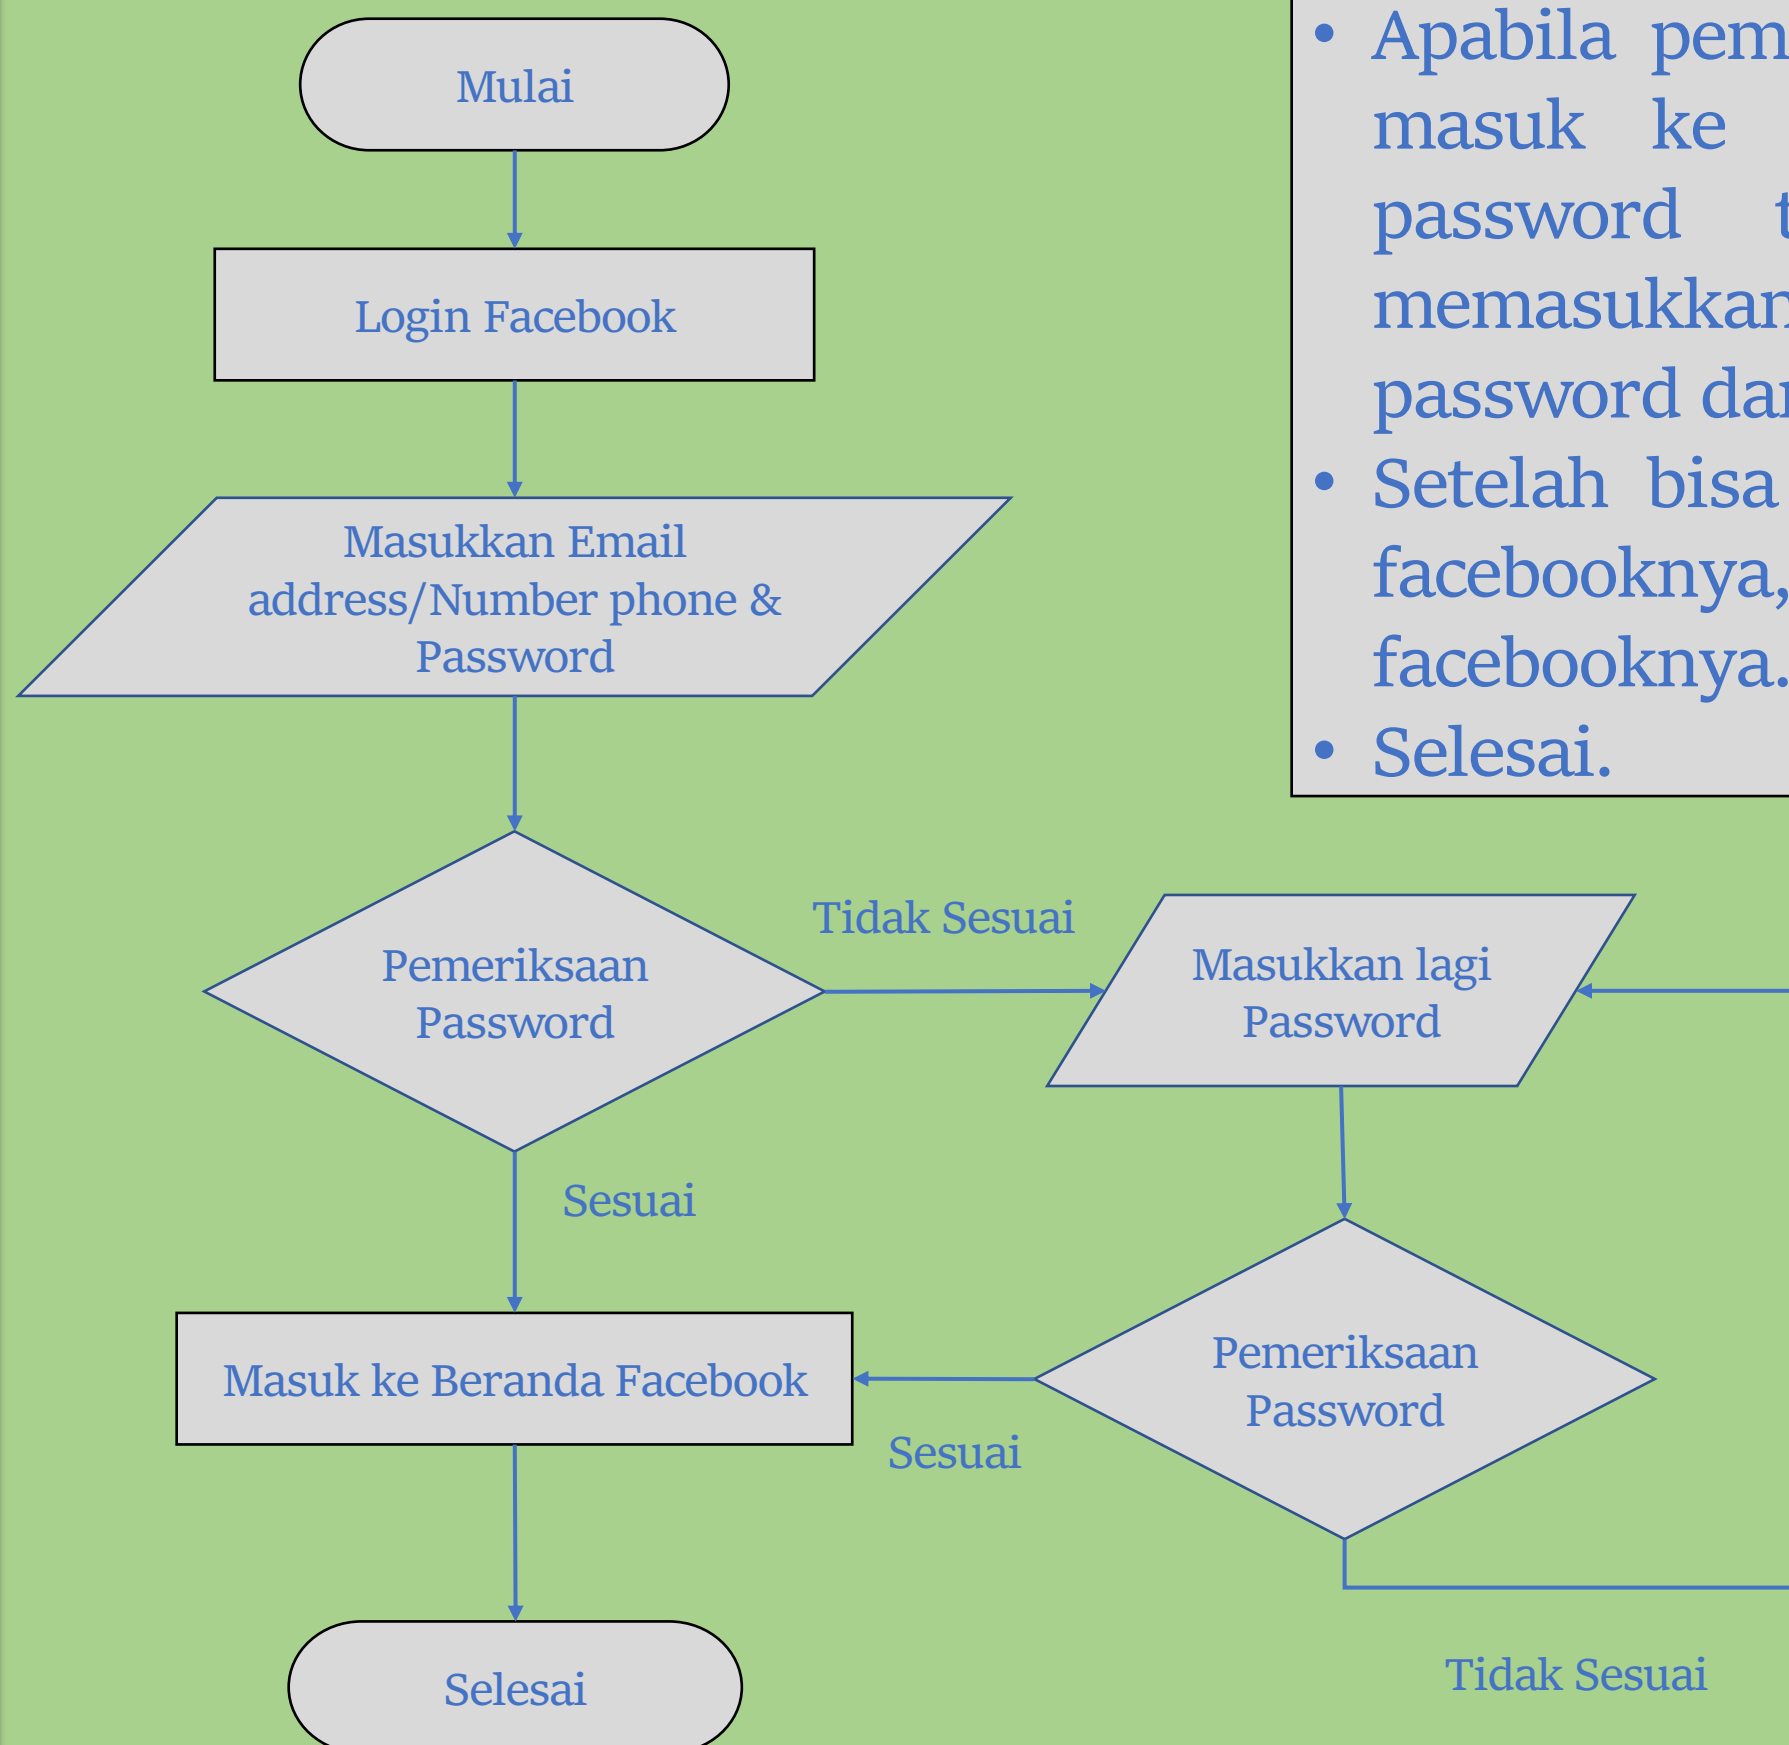 Mulai
Login Facebook
Masukkan Email
address/Number phone &
Password
Pemeriksaan
Password
Tidak Sesuai
Masukkan lagi
Password
Sesuai
Masuk ke Beranda Facebook
Sesuai
Pemeriksaan
Password
Tidak Sesuai
Selesai
• Apabila
masuk ke
password
memasukkan
password
• Setelah bisa
facebooknya,
facebooknya.
• Selesai.